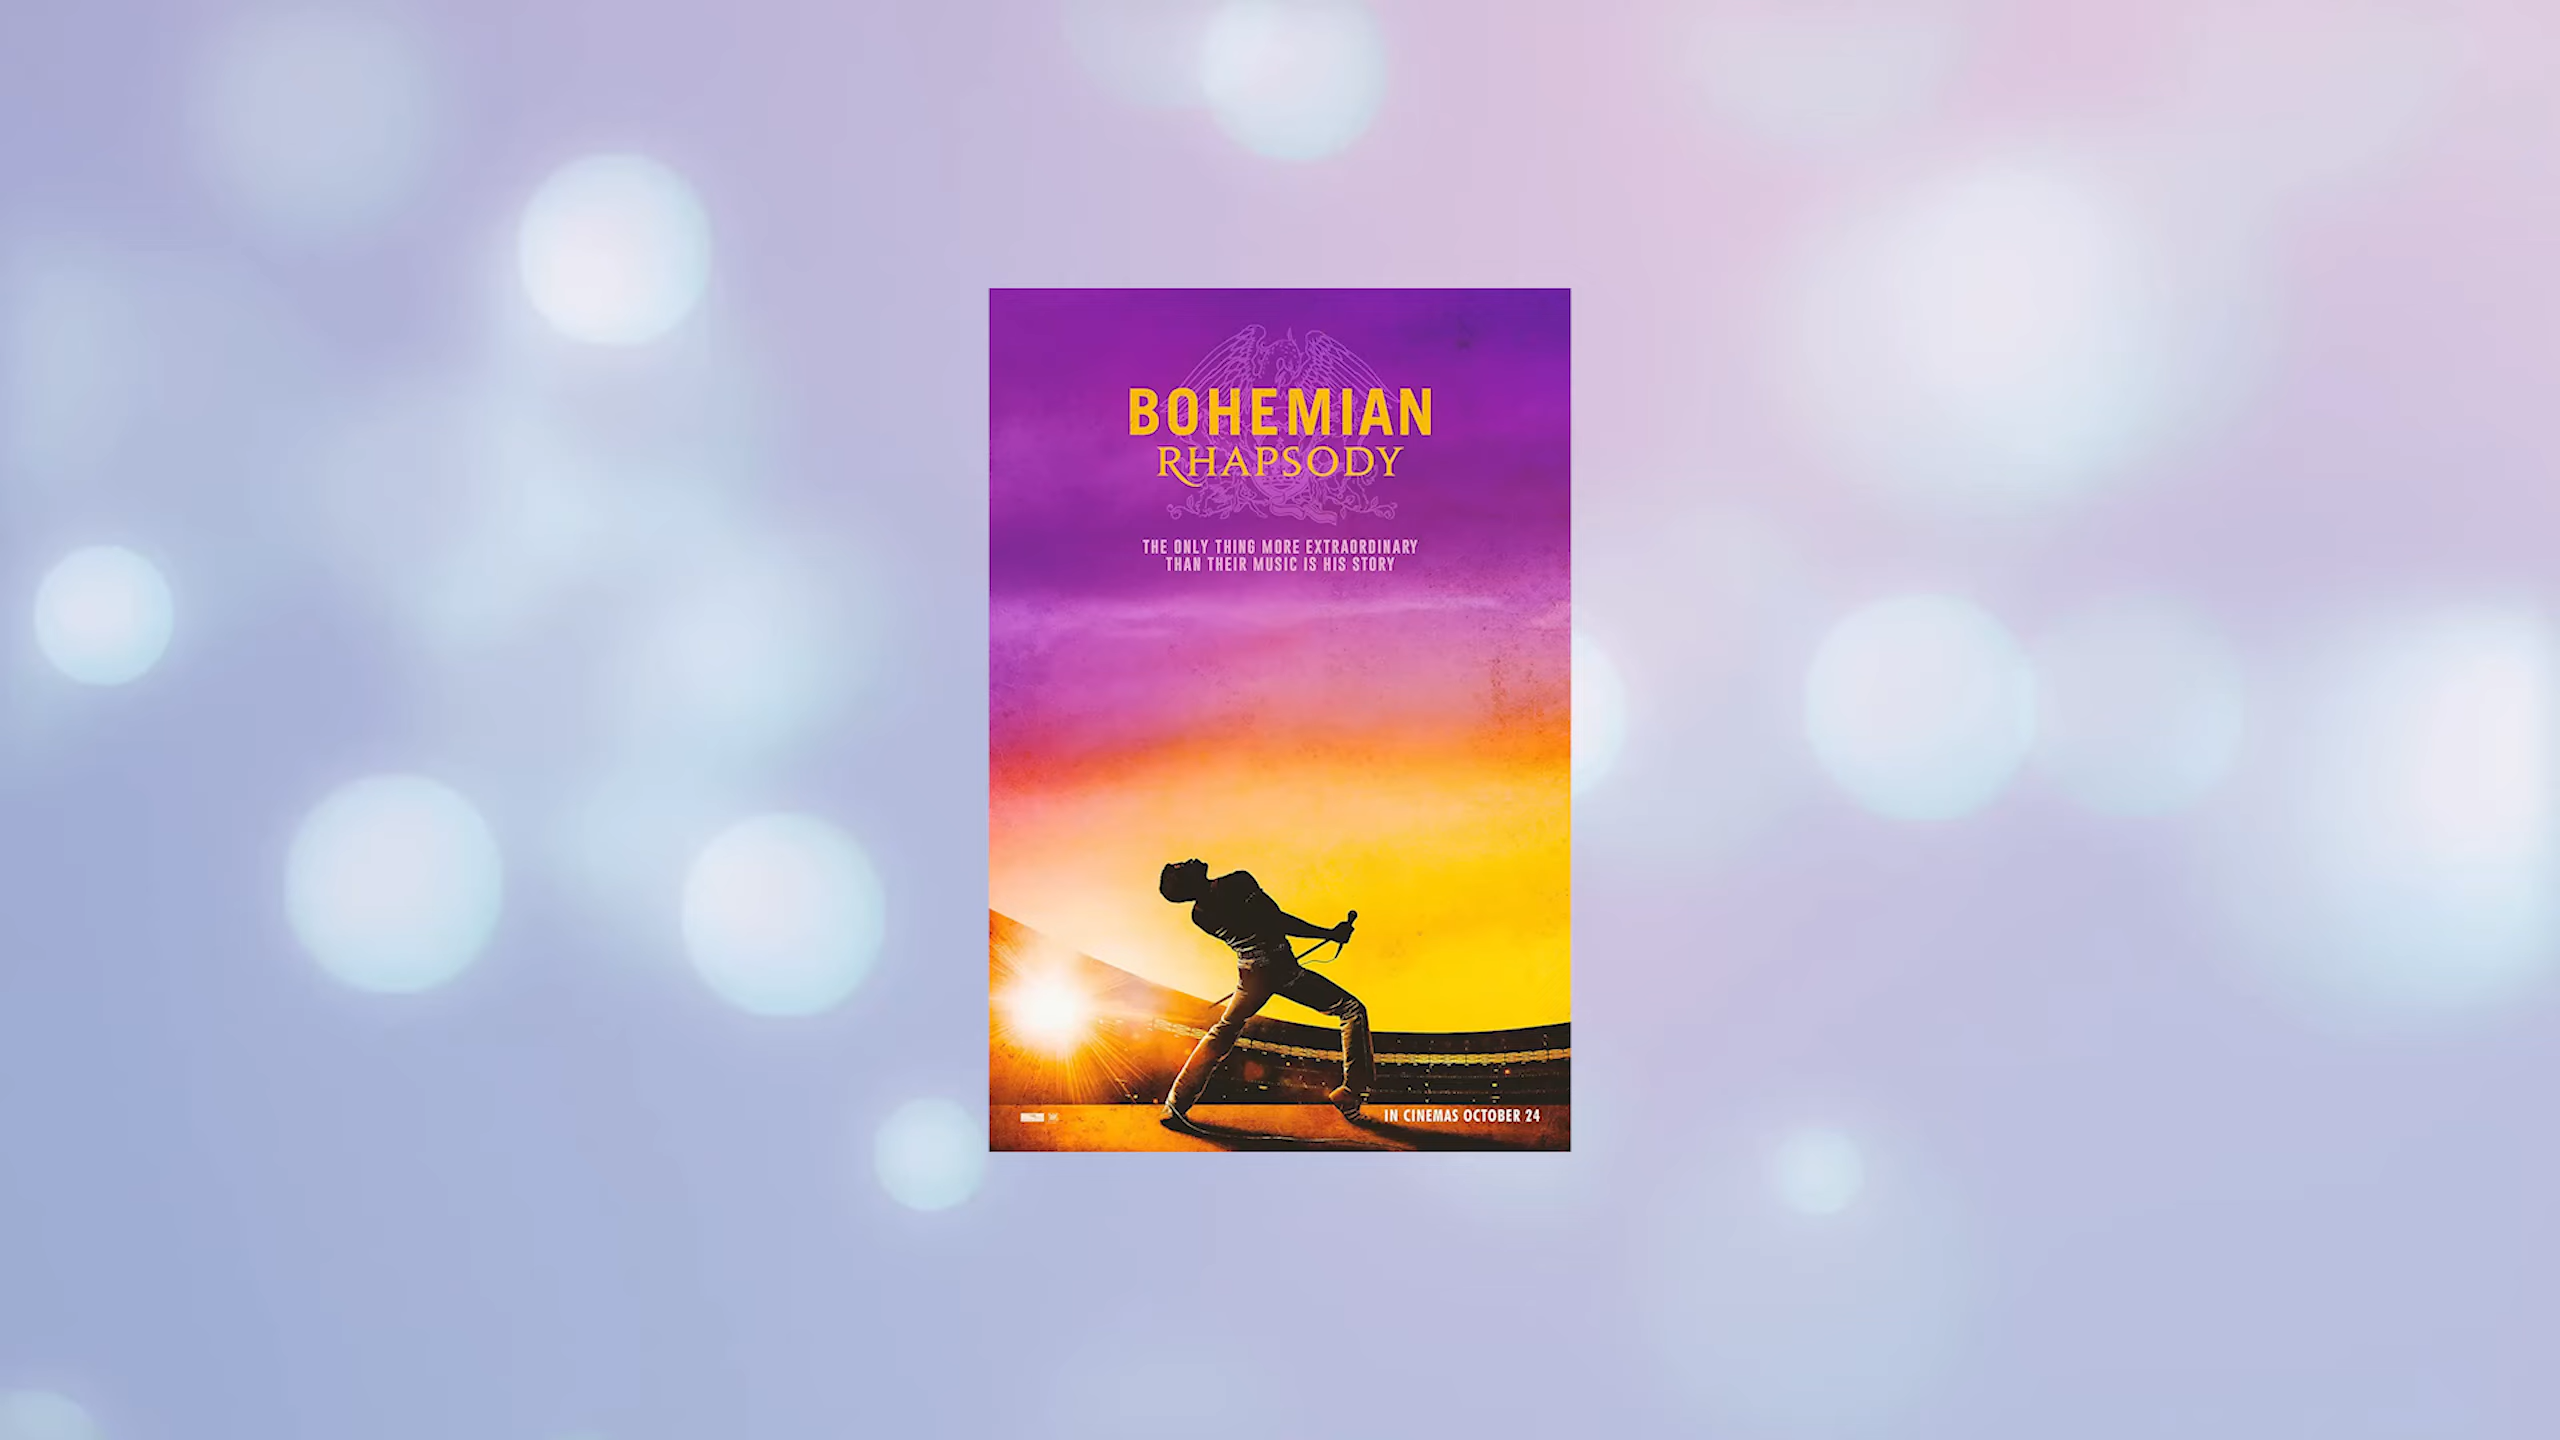 BOHEMIAN
RHAPSODY
THE ONLY THING MORE EXTRAORDINARY
THAN THEIR MUSIC IS HIS STORY
IN CINEMAS OCTOBER 24